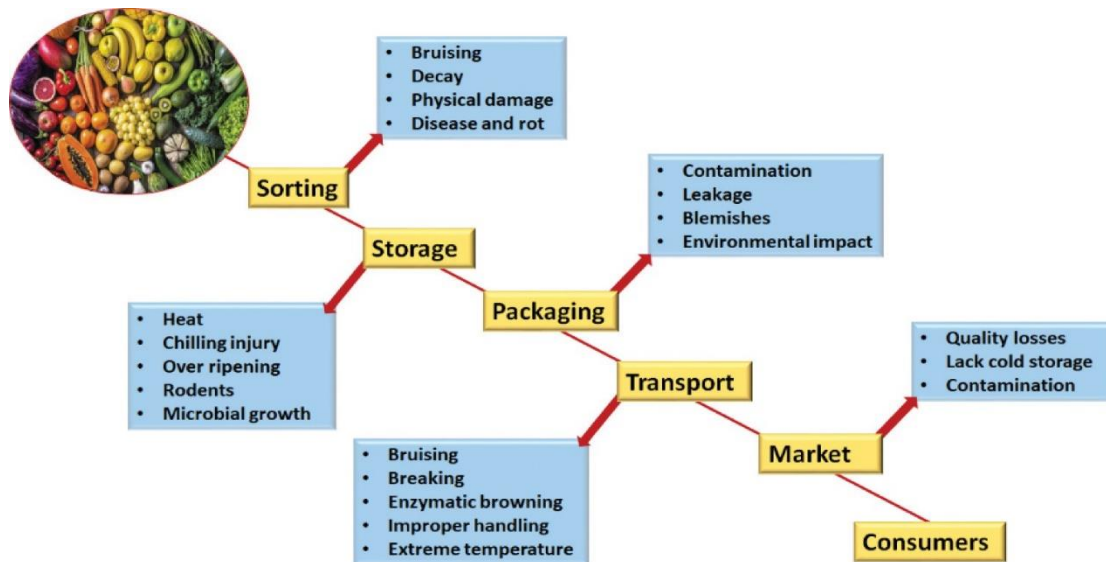 Bruising
Decay
Physical damage
Disease and rot
Sorting
Contamination
Leakage
Blemishes
Environmental impact
Storage
Heat
Chilling injury
Over ripening
Rodents
Microbial growth
Packaging
Quality losses
Lack cold storage
Contamination
Transport
Bruising
Breaking
Enzymatic browning
Improper handling
Extreme temperature
Market
Consumers